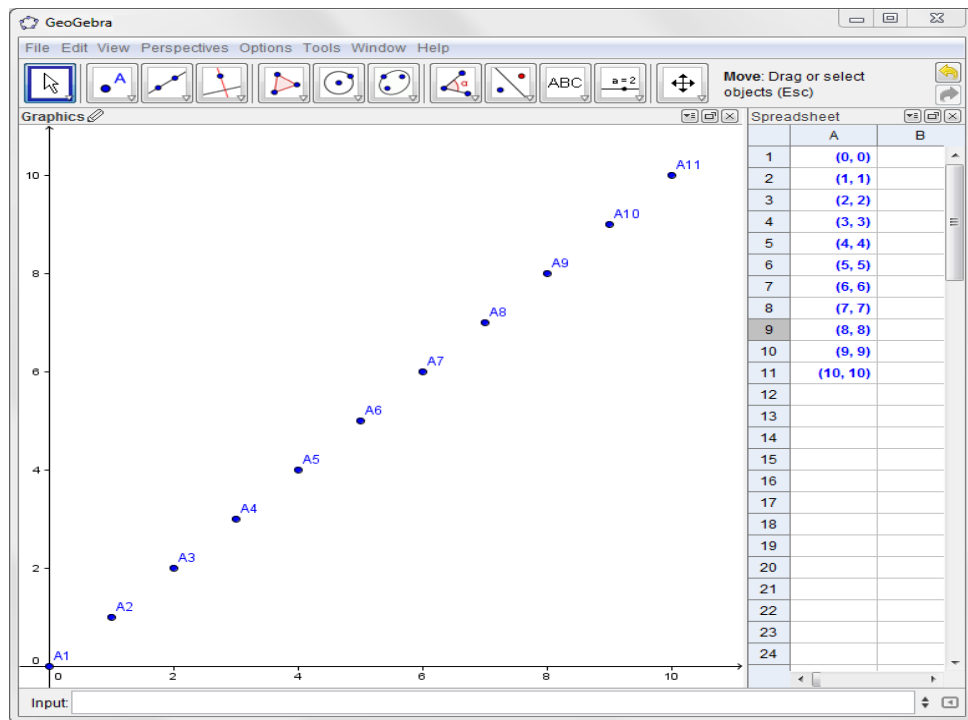 GeoGebra
File Edit View Perspectives Options Tools Window Help
A
α
ABC
a = 2
Move: Drag or select
objects (Esc)
Graphics
Spreadsheet
A B
1 (0, 0)
2 (1, 1)
3 (2, 2)
4 (3, 3)
5 (4, 4)
6 (5, 5)
7 (6, 6)
8 (7, 7)
9 (8, 8)
10 (9, 9)
11 (10, 10)
12
13
14
15
16
17
18
19
20
21
22
23
24
10
8
6
4
2
0
0 2 4 6 8 10
A11
A10
A9
A8
A7
A6
A5
A4
A3
A2
A1
Input: